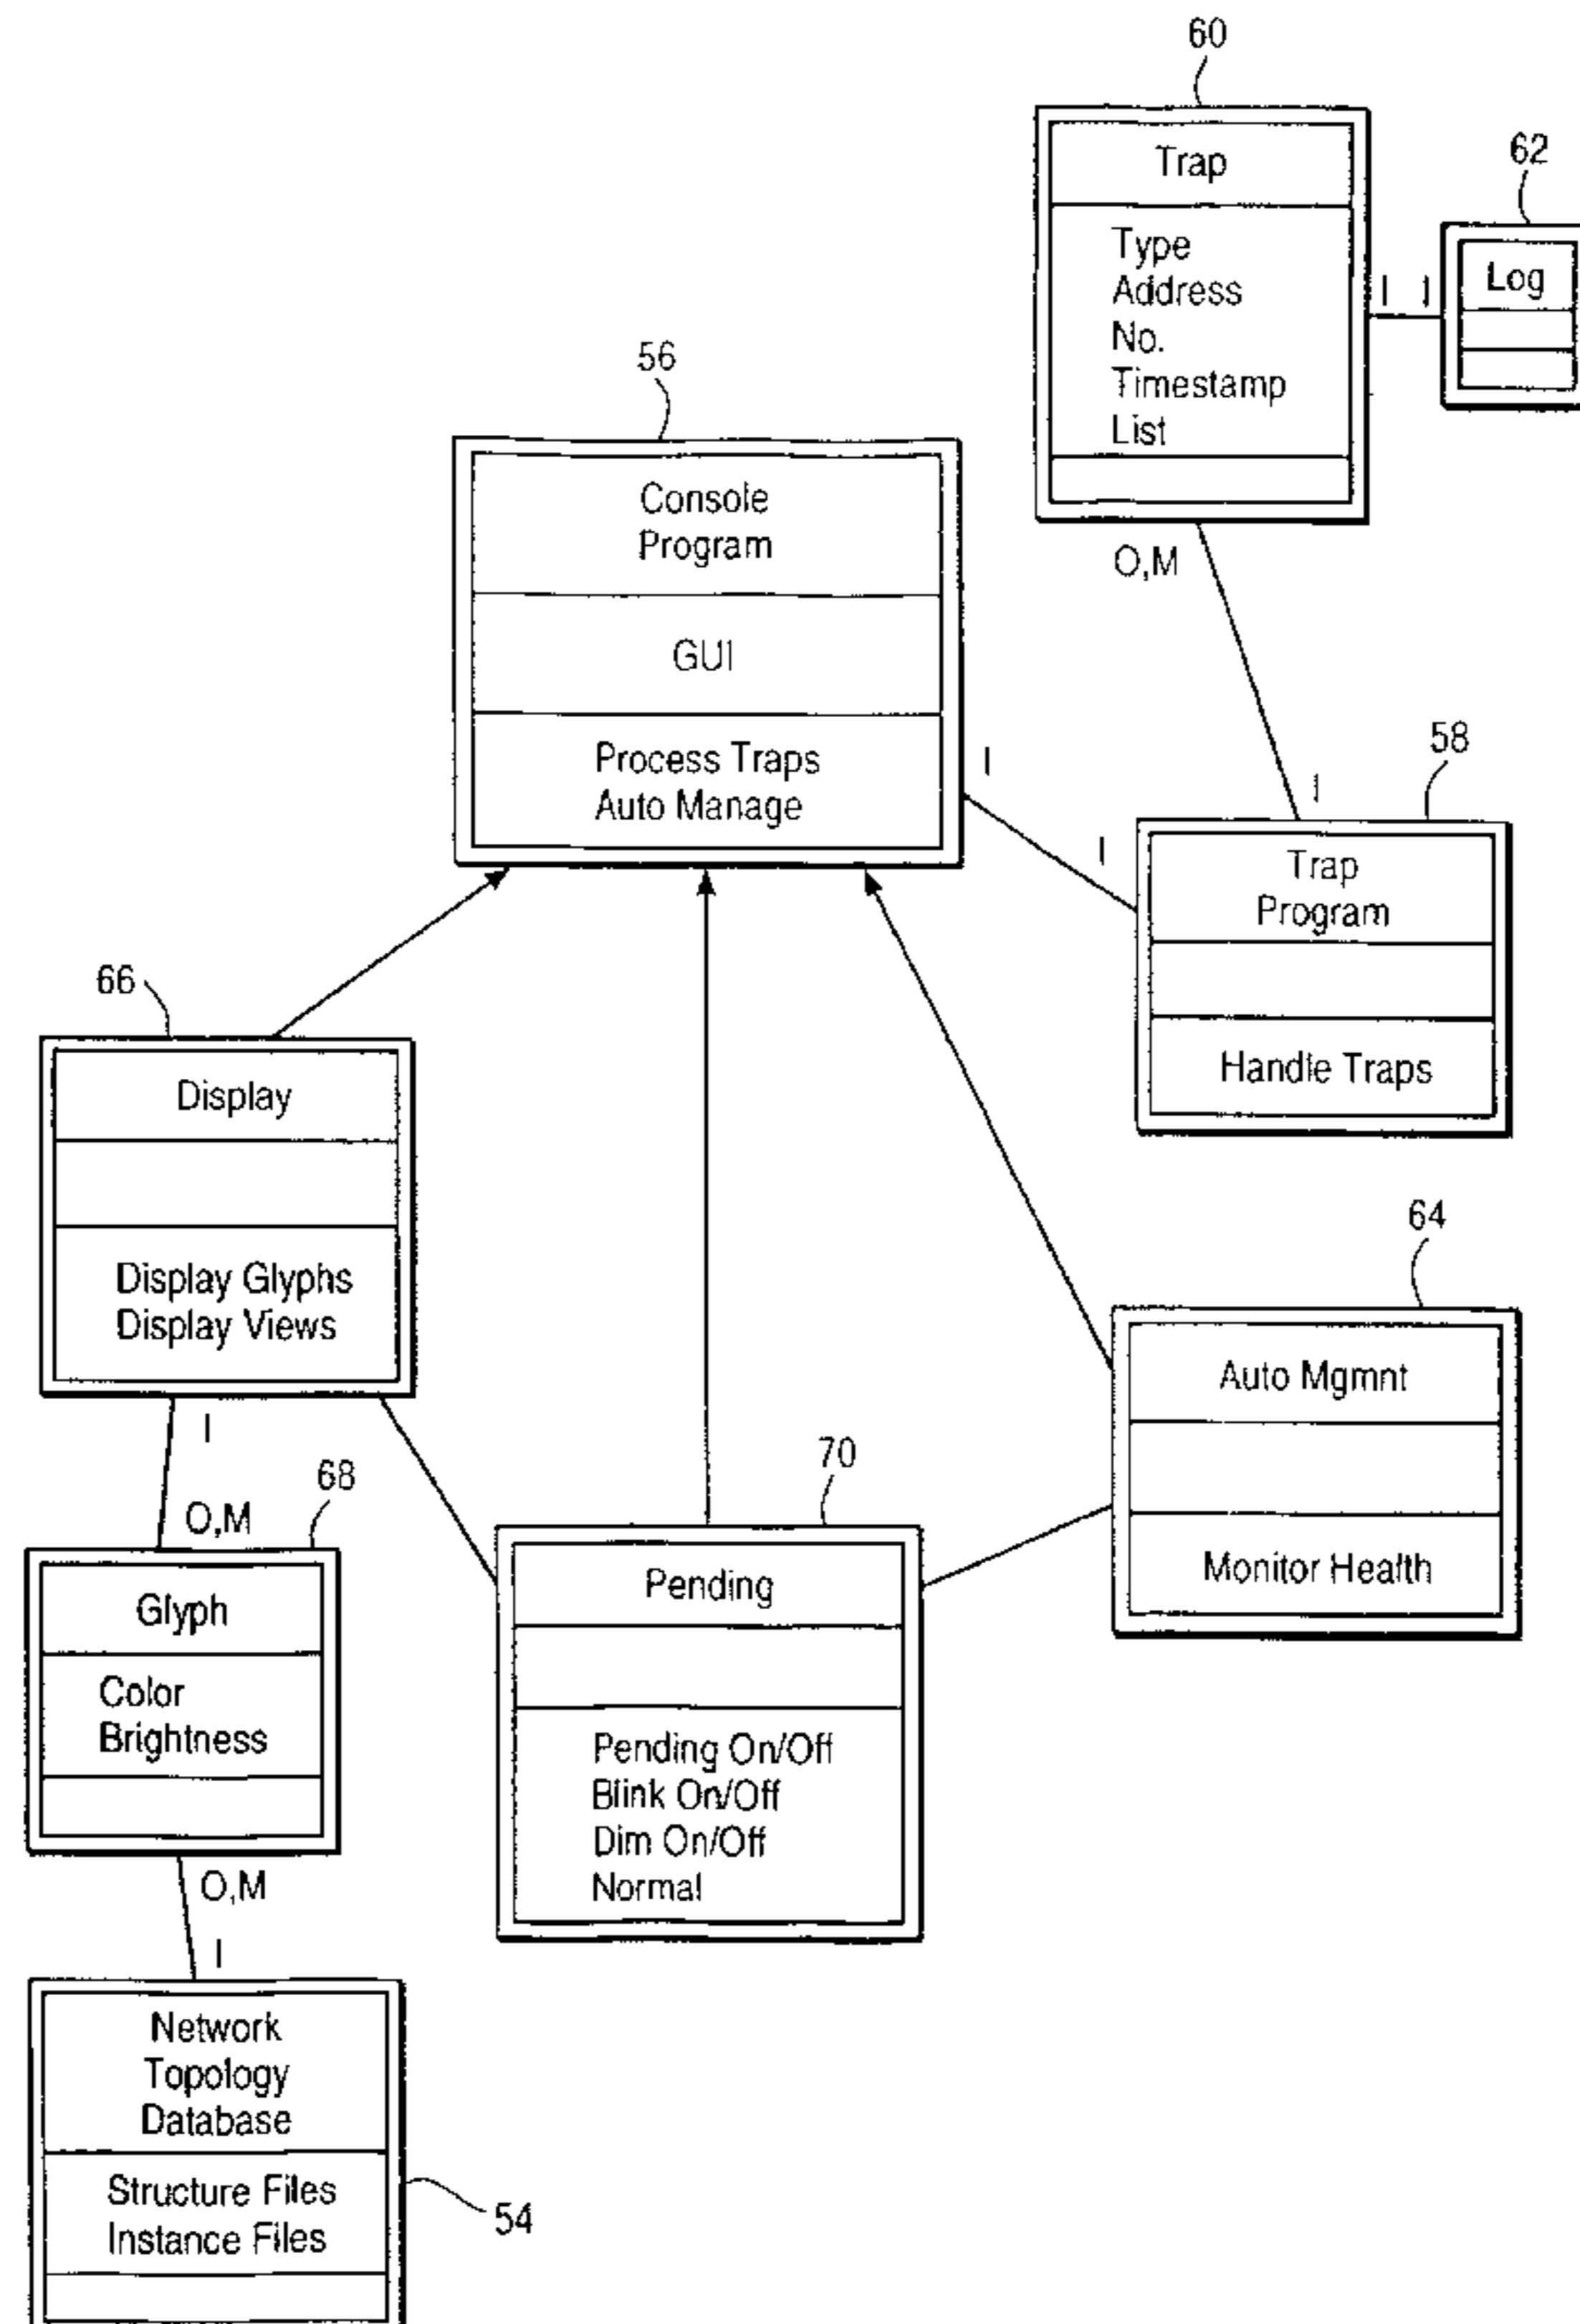 60
Trap
Type
Address
No.
Timestamp
List
62
Log
I I
O,M
56
Console
Program
GUI
Process Traps
Auto Manage
I
I
I
58
Trap
Program
Handle Traps
66
Display
Display Glyphs
Display Views
64
Auto Mgmnt
Monitor Health
I
O,M
68
Glyph
Color
Brightness
70
Pending
Pending On/Off
Blink On/Off
Dim On/Off
Normal
O,M
I
Network
Topology
Database
Structure Files
Instance Files
54